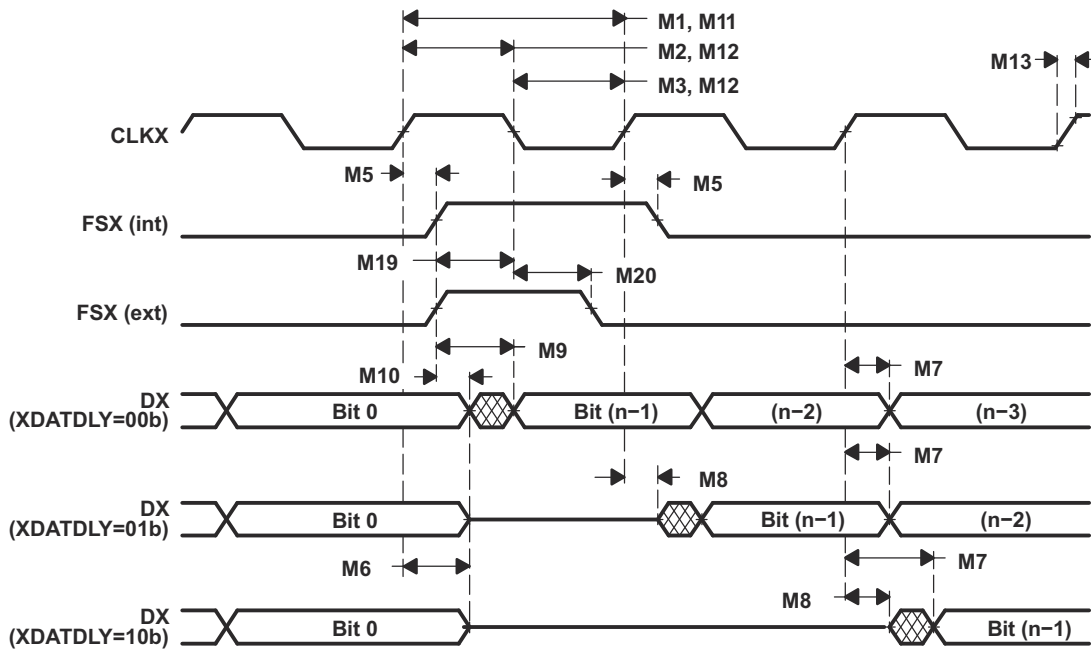 M1, M11
M2, M12
M13
M3, M12
CLKX
M5
M5
FSX (int)
M19
M20
FSX (ext)
M9
M10
M7
DX
(XDATDLY=00b)
Bit 0
Bit (n−1)
(n−2)
(n−3)
M7
M8
DX
(XDATDLY=01b)
Bit 0
Bit (n−1)
(n−2)
M6
M7
M8
DX
(XDATDLY=10b)
Bit 0
Bit (n−1)